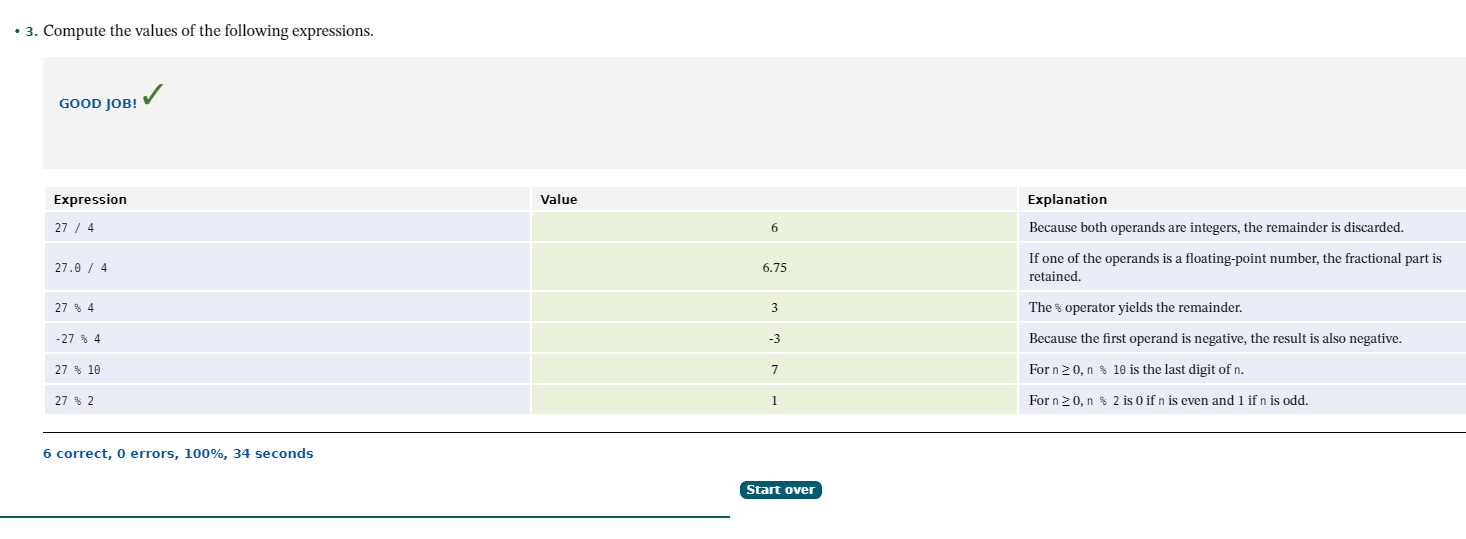 • 3. Compute the values of the following expressions.
GOOD JOB! ✓
Expression Value Explanation
27 / 4 6 Because both operands are integers, the remainder is discarded.
27.0 / 4 6.75 If one of the operands is a floating-point number, the fractional part is
retained.
27 % 4 3 The % operator yields the remainder.
-27 % 4 -3 Because the first operand is negative, the result is also negative.
27 % 10 7 For n ≥ 0, n % 10 is the last digit of n.
27 % 2 1 For n ≥ 0, n % 2 is 0 if n is even and 1 if n is odd.
6 correct, 0 errors, 100%, 34 seconds
Start over